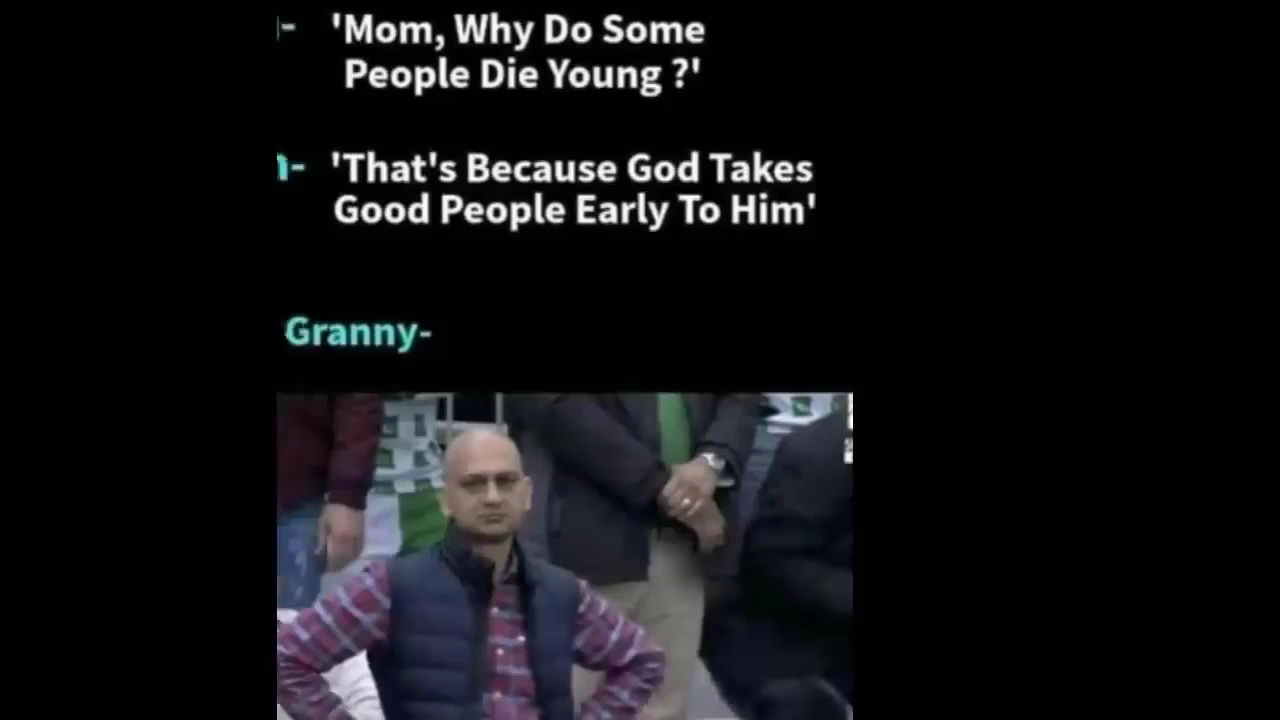 - 'Mom, Why Do Some
People Die Young ?'
- 'That's Because God Takes
Good People Early To Him'
Granny-